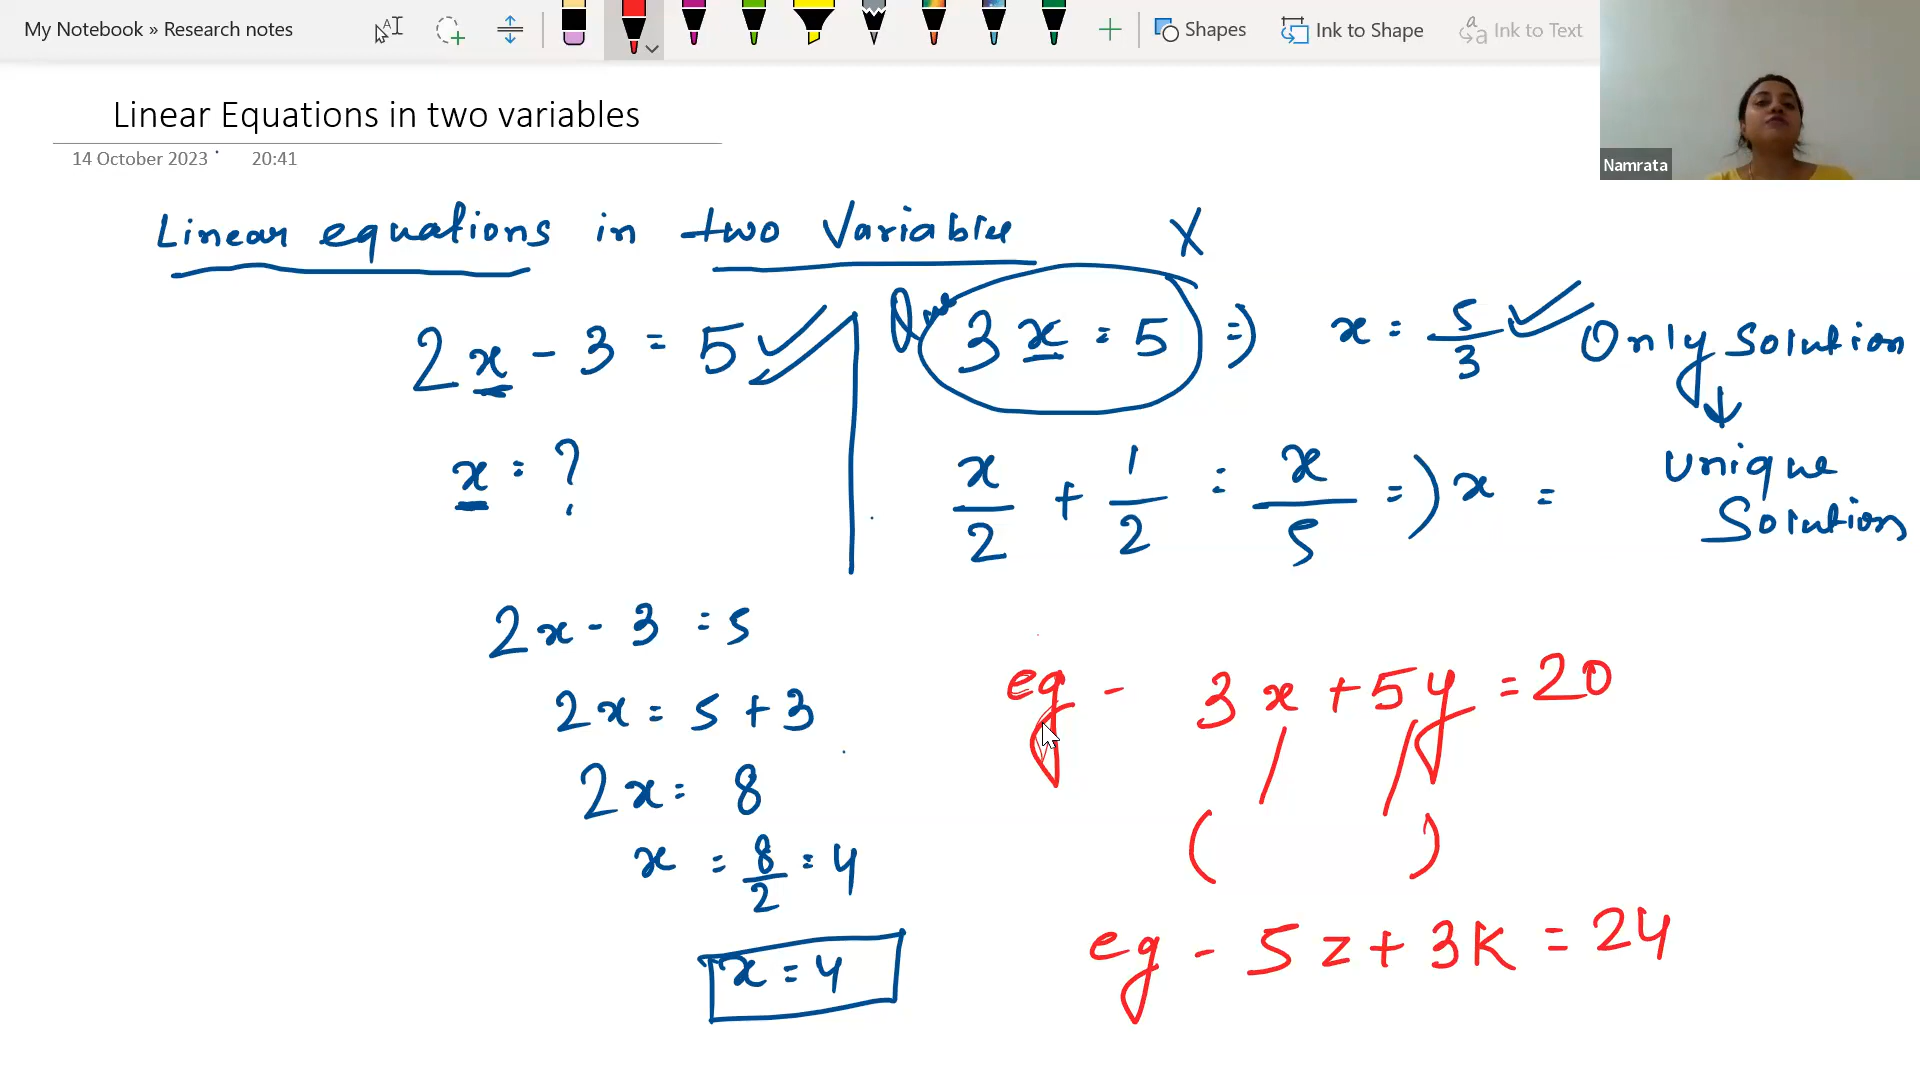 My Notebook » Research notes
Shapes
Ink to Shape
Ink to Text
Namrata
Linear Equations in two variables
14 October 2023 20:41
Linear equations in two Variables X
2x - 3 = 5
3x = 5 => x = 5/3 Only Solution
↓
Unique Solution
x = ?
x/2 + 1/2 = x/5 => x =
2x - 3 = 5
2x = 5 + 3
2x = 8
x = 8/2 = 4
x = 4
eg - 3x + 5y = 20
( )
eg - 5z + 3k = 24